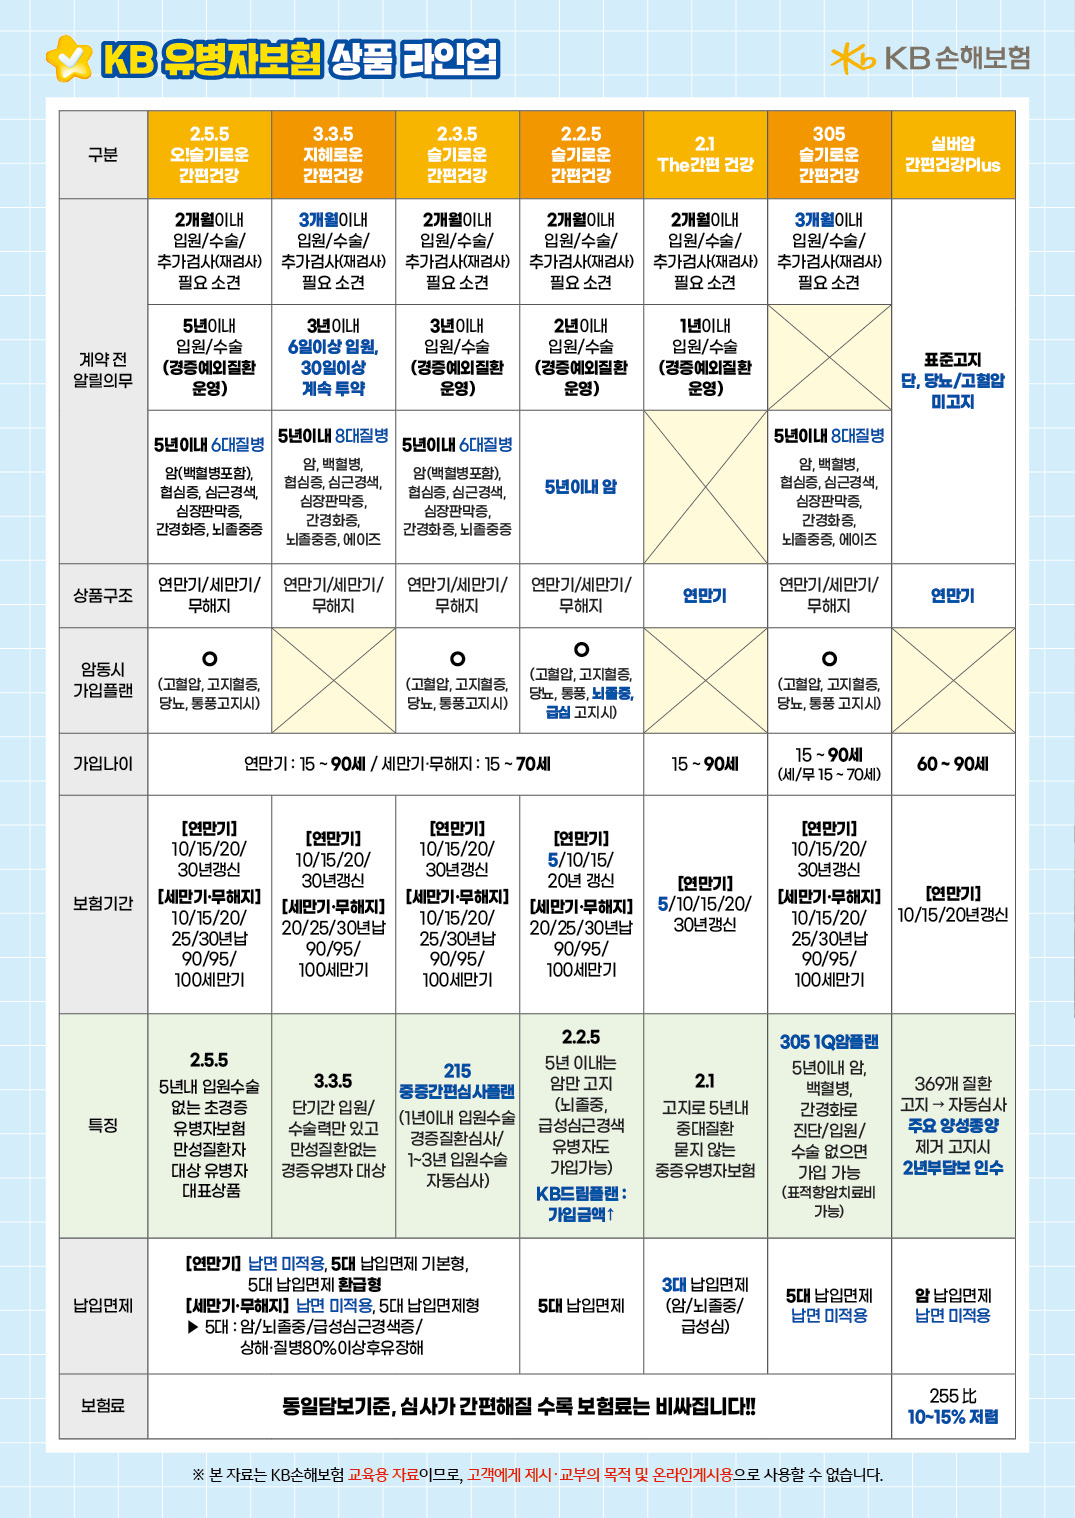 KB 유병자보험 상품 라인업
KB 손해보험
구분
2.5.5
오!슬기로운
간편건강
3.3.5
지혜로운
간편건강
2.3.5
슬기로운
간편건강
2.2.5
슬기로운
간편건강
2.1
The간편 건강
305
슬기로운
간편건강
실버암
간편건강Plus
계약 전
알릴의무
2개월이내
입원/수술/
추가검사(재검사)
필요 소견
3개월이내
입원/수술/
추가검사(재검사)
필요 소견
2개월이내
입원/수술/
추가검사(재검사)
필요 소견
2개월이내
입원/수술/
추가검사(재검사)
필요 소견
2개월이내
입원/수술/
추가검사(재검사)
필요 소견
3개월이내
입원/수술/
추가검사(재검사)
필요 소견
표준고지
단, 당뇨/고혈압
미고지
5년이내
입원/수술
(경증예외질환
운영)
3년이내
6일이상 입원,
30일이상
계속 투약
3년이내
입원/수술
(경증예외질환
운영)
2년이내
입원/수술
(경증예외질환
운영)
1년이내
입원/수술
(경증예외질환
운영)
5년이내 6대질병
암(백혈병포함),
협심증, 심근경색,
심장판막증,
간경화증, 뇌졸중증
5년이내 8대질병
암, 백혈병,
협심증, 심근경색,
심장판막증,
간경화증,
뇌졸중증, 에이즈
5년이내 6대질병
암(백혈병포함),
협심증, 심근경색,
심장판막증,
간경화증, 뇌졸중증
5년이내 암
5년이내 8대질병
암, 백혈병,
협심증, 심근경색,
심장판막증,
간경화증,
뇌졸중증, 에이즈
상품구조
연만기/세만기/
무해지
연만기/세만기/
무해지
연만기/세만기/
무해지
연만기/세만기/
무해지
연만기
연만기/세만기/
무해지
연만기
암동시
가입플랜
O
(고혈압, 고지혈증,
당뇨, 통풍고지시)
O
(고혈압, 고지혈증,
당뇨, 통풍고지시)
O
(고혈압, 고지혈증,
당뇨, 통풍, 뇌졸중,
급심 고지시)
O
(고혈압, 고지혈증,
당뇨, 통풍 고지시)
가입나이
연만기 : 15 ~ 90세 / 세만기·무해지 : 15 ~ 70세
15 ~ 90세
15 ~ 90세
(세/무 15 ~ 70세)
60 ~ 90세
보험기간
[연만기]
10/15/20/
30년갱신
[세만기·무해지]
10/15/20/
25/30년납
90/95/
100세만기
[연만기]
10/15/20/
30년갱신
[세만기·무해지]
20/25/30년납
90/95/
100세만기
[연만기]
10/15/20/
30년갱신
[세만기·무해지]
10/15/20/
25/30년납
90/95/
100세만기
[연만기]
5/10/15/
20년 갱신
[세만기·무해지]
20/25/30년납
90/95/
100세만기
[연만기]
5/10/15/20/
30년갱신
[연만기]
10/15/20/
30년갱신
[세만기·무해지]
10/15/20/
25/30년납
90/95/
100세만기
[연만기]
10/15/20년갱신
특징
2.5.5
5년내 입원수술
없는 초경증
유병자보험
만성질환자
대상 유병자
대표상품
3.3.5
단기간 입원/
수술력만 있고
만성질환없는
경증유병자 대상
215
중증간편심사플랜
(1년이내 입원수술
경증질환심사/
1~3년 입원수술
자동심사)
2.2.5
5년 이내는
암만 고지
(뇌졸중,
급성심근경색
유병자도
가입가능)
KB드림플랜 :
가입금액↑
2.1
고지로 5년내
중대질환
묻지 않는
중증유병자보험
305 1Q암플랜
5년이내 암,
백혈병,
간경화로
진단/입원/
수술 없으면
가입 가능
(표적항암치료비
가능)
369개 질환
고지 → 자동심사
주요 양성종양
제거 고지시
2년부담보 인수
납입면제
[연만기] 납면 미적용, 5대 납입면제 기본형,
5대 납입면제 환급형
[세만기·무해지] 납면 미적용, 5대 납입면제형
▶ 5대 : 암/뇌졸중/급성심근경색증/
상해·질병80%이상후유장해
5대 납입면제
3대 납입면제
(암/뇌졸중/
급성심)
5대 납입면제
납면 미적용
암 납입면제
납면 미적용
보험료
동일담보기준, 심사가 간편해질 수록 보험료는 비싸집니다!!
255 比
10~15% 저렴
※ 본 자료는 KB손해보험 교육용 자료이므로, 고객에게 제시·교부의 목적 및 온라인게시용으로 사용할 수 없습니다.